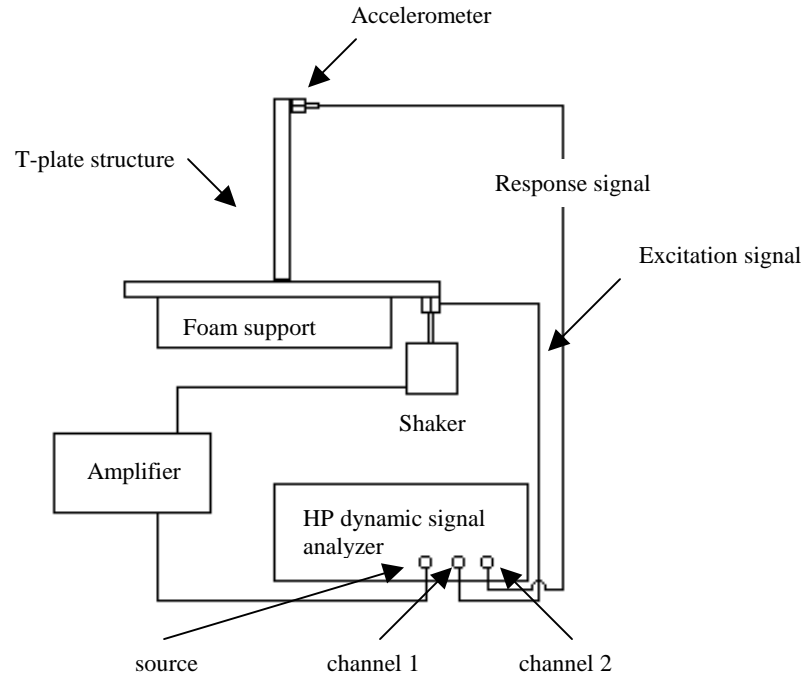 Accelerometer
T-plate structure
Response signal
Excitation signal
Foam support
Shaker
Amplifier
HP dynamic signal
analyzer
source
channel 1
channel 2